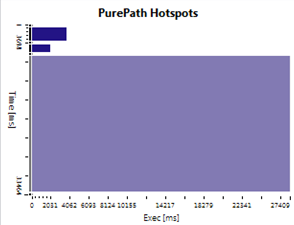 PurePath Hotspots
Time [ms]
0 2031 4062 6093 8124 10155 14217 18279 22341 27409
Exec [ms]